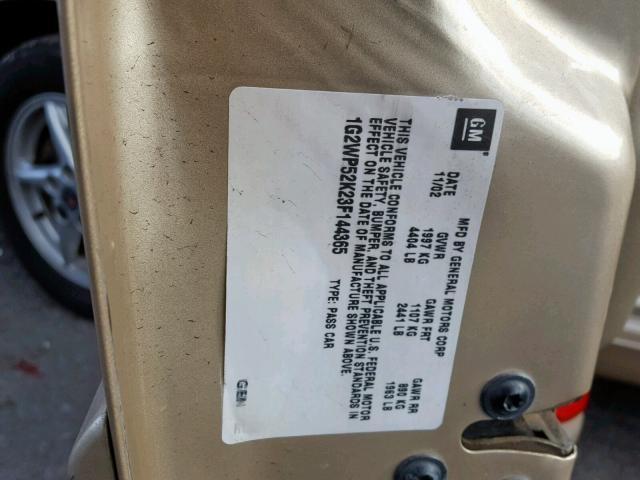 GM
MFD BY GENERAL MOTORS CORP
DATE GVWR GAWR FRT GAWR RR
11/02 1997 KG 1107 KG 890 KG
4404 LB 2441 LB 1963 LB
THIS VEHICLE CONFORMS TO ALL APPLICABLE U.S. FEDERAL MOTOR
VEHICLE SAFETY, BUMPER, AND THEFT PREVENTION STANDARDS IN
EFFECT ON THE DATE OF MANUFACTURE SHOWN ABOVE.
1G2WP52K23F144365 TYPE: PASS CAR